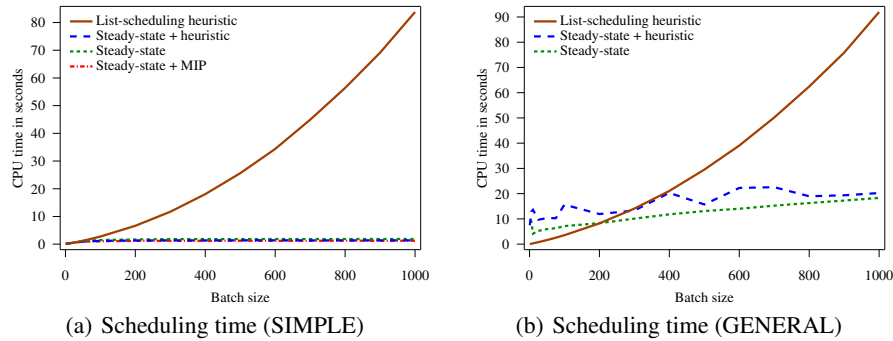 List-scheduling heuristic
Steady-state + heuristic
Steady-state
Steady-state + MIP
CPU time in seconds
80
70
60
50
40
30
20
10
0
0 200 400 600 800 1000
Batch size
(a) Scheduling time (SIMPLE)
List-scheduling heuristic
Steady-state + heuristic
Steady-state
CPU time in seconds
90
80
70
60
50
40
30
20
10
0
0 200 400 600 800 1000
Batch size
(b) Scheduling time (GENERAL)